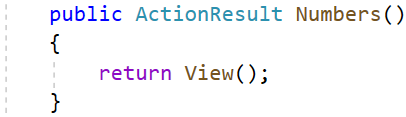 public ActionResult Numbers()
{
    return View();
}